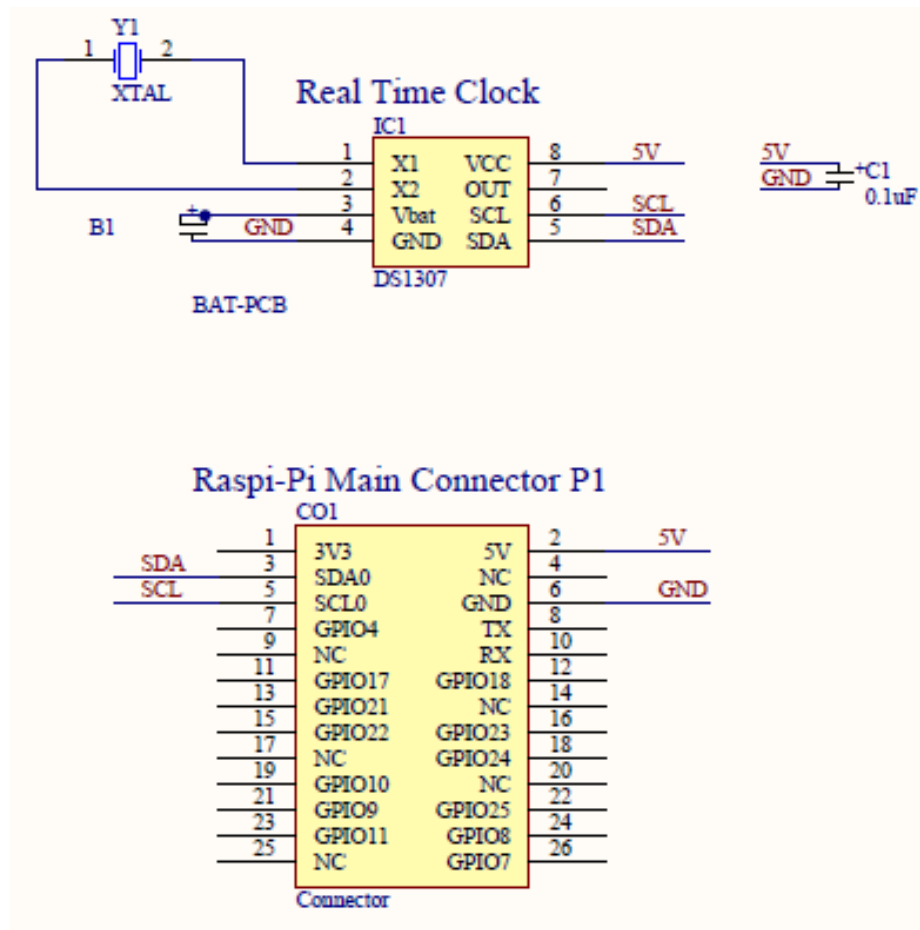 Y1
1 2
XTAL
Real Time Clock
IC1
1 X1 VCC 8 5V
2 X2 OUT 7
3 Vbat SCL 6 SCL
GND 4 GND SDA 5 SDA
DS1307
+
B1
BAT-PCB
5V
GND
+C1
0.1uF
Raspi-Pi Main Connector P1
CO1
1 3V3 5V 2 5V
SDA 3 SDA0 NC 4
SCL 5 SCL0 GND 6 GND
7 GPIO4 TX 8
9 NC RX 10
11 GPIO17 GPIO18 12
13 GPIO21 NC 14
15 GPIO22 GPIO23 16
17 NC GPIO24 18
19 GPIO10 NC 20
21 GPIO9 GPIO25 22
23 GPIO11 GPIO8 24
25 NC GPIO7 26
Connector